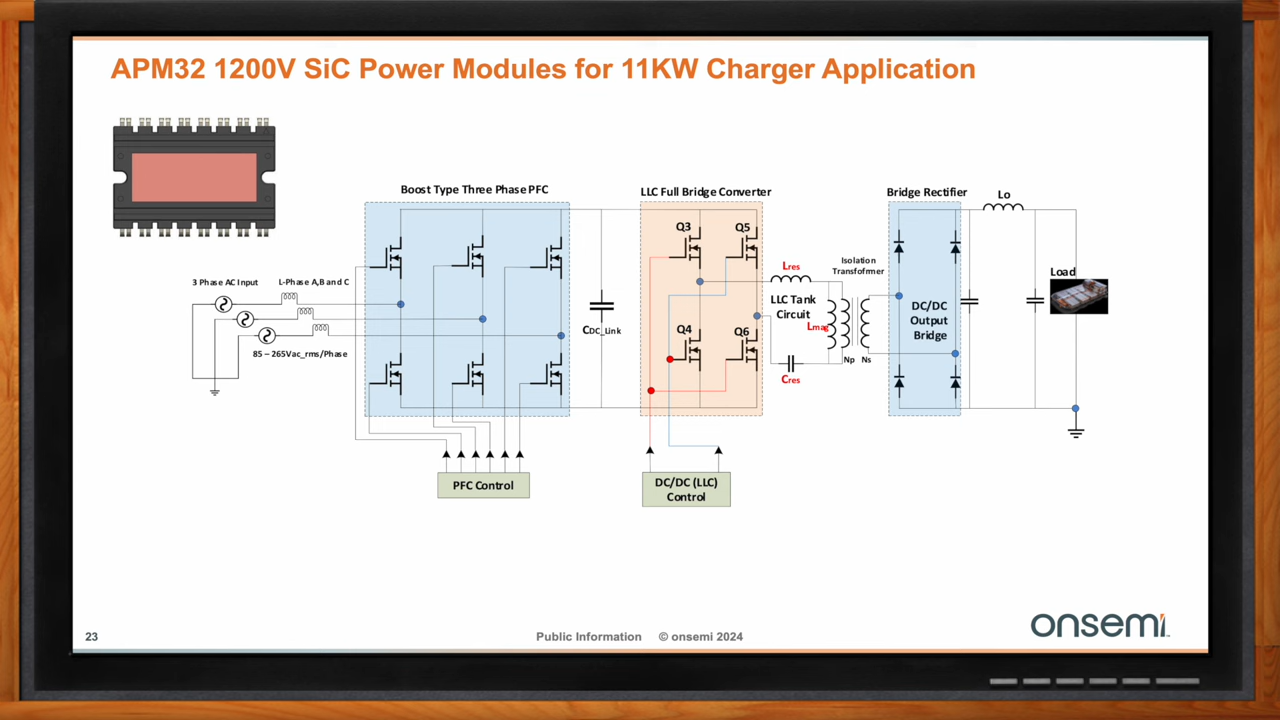 APM32 1200V SiC Power Modules for 11KW Charger Application
Boost Type Three Phase PFC
LLC Full Bridge Converter
Bridge Rectifier
Lo
Q3
Q5
3 Phase AC Input
L-Phase A,B and C
85 – 265Vac_rms/Phase
CDC_Link
Lres
LLC Tank
Circuit
Lmag
Isolation
Transformer
Np
Ns
Q4
Q6
Cres
DC/DC
Output
Bridge
Load
PFC Control
DC/DC (LLC)
Control
23
Public Information © onsemi 2024
onsemi